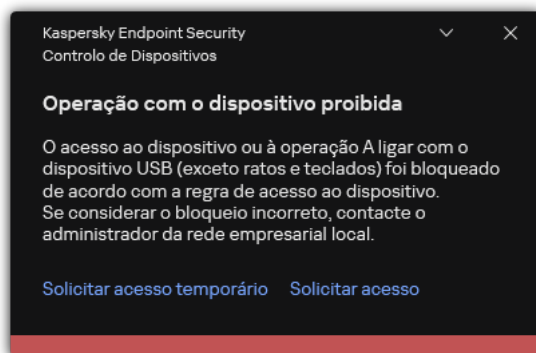 Kaspersky Endpoint Security
Controlo de Dispositivos
Operação com o dispositivo proibida
O acesso ao dispositivo ou à operação A ligar com o
dispositivo USB (exceto ratos e teclados) foi bloqueado
de acordo com a regra de acesso ao dispositivo.
Se considerar o bloqueio incorreto, contacte o
administrador da rede empresarial local.
Solicitar acesso temporário Solicitar acesso